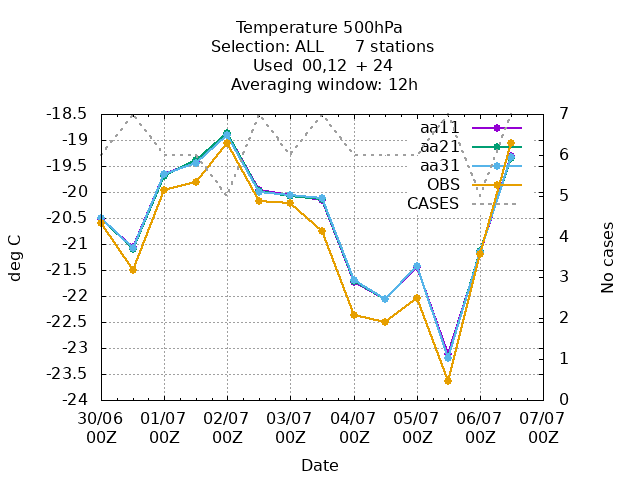 Temperature 500hPa
Selection: ALL 7 stations
Used 00,12 + 24
Averaging window: 12h
-18.5
-19
-19.5
-20
-20.5
-21
-21.5
-22
-22.5
-23
-23.5
-24
deg C
7
6
5
4
3
2
1
0
No cases
aa11
aa21
aa31
OBS
CASES
30/06 01/07 02/07 03/07 04/07 05/07 06/07 07/07
00Z 00Z 00Z 00Z 00Z 00Z 00Z 00Z
Date